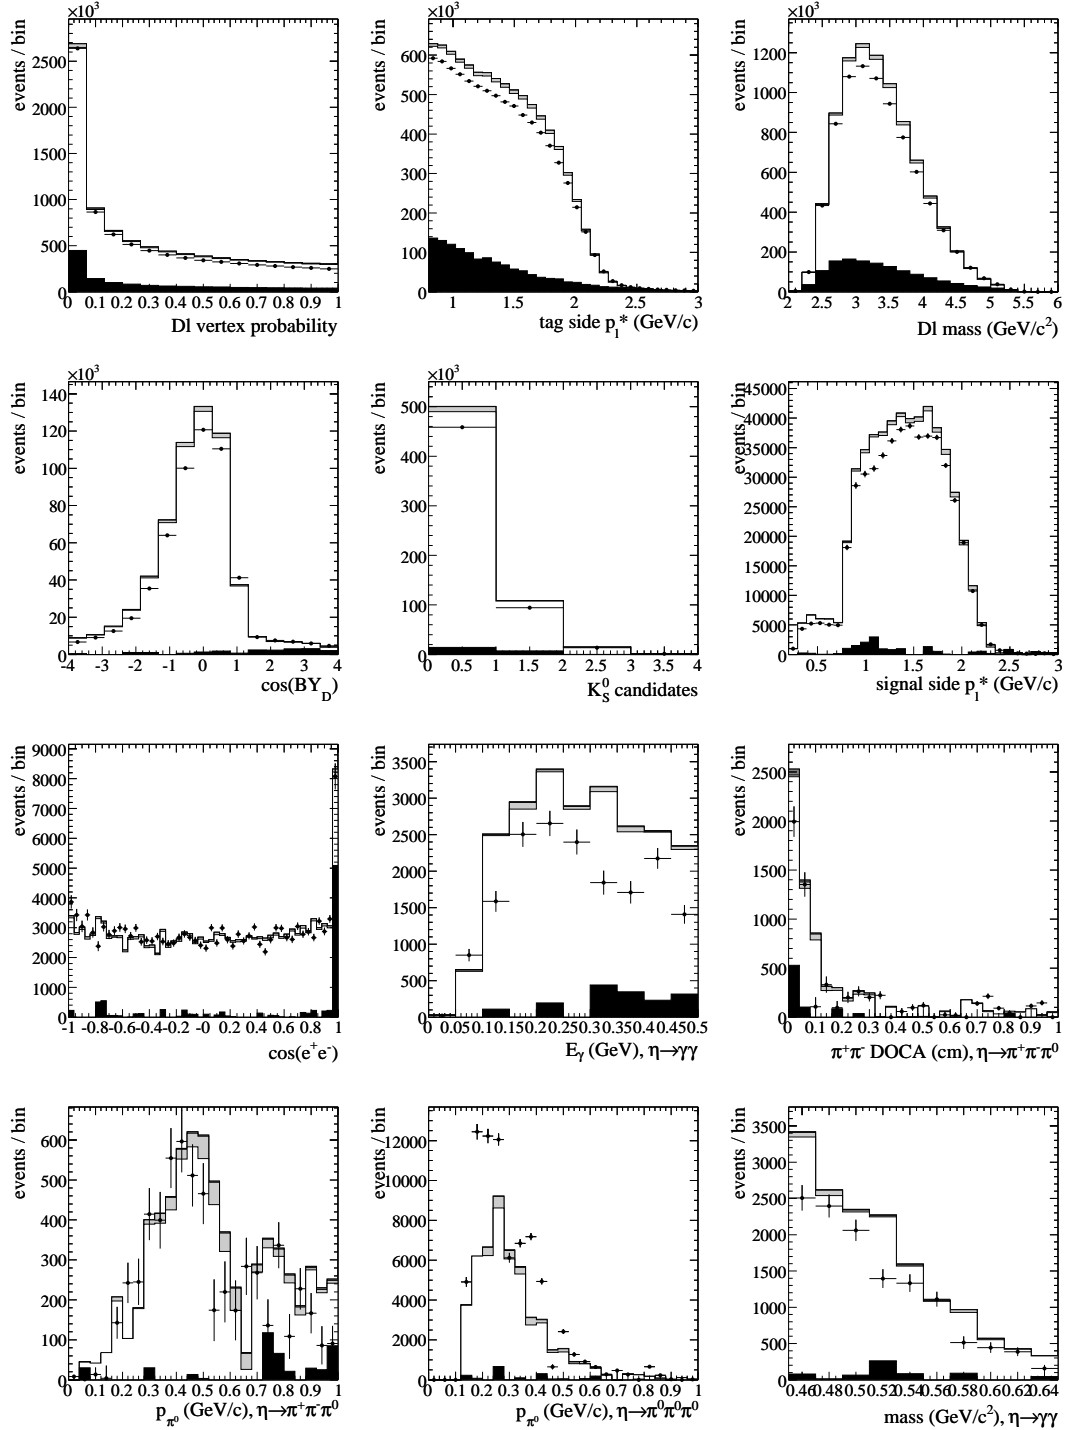 ×10³ ×10³ ×10³
events / bin events / bin events / bin
2500 2000 1500 1000 500 0
600 500 400 300 200 100 0
1200 1000 800 600 400 200 0
0 0.1 0.2 0.3 0.4 0.5 0.6 0.7 0.8 0.9 1
1 1.5 2 2.5 3
2 2.5 3 3.5 4 4.5 5 5.5 6
Dl vertex probability
tag side p_l* (GeV/c)
Dl mass (GeV/c²)
×10³ ×10³
events / bin events / bin events / bin
140 120 100 80 60 40 20 0
500 400 300 200 100 0
45000 40000 35000 30000 25000 20000 15000 10000 5000 0
-4 -3 -2 -1 0 1 2 3 4
0 0.5 1 1.5 2 2.5 3 3.5 4
0.5 1 1.5 2 2.5 3
cos(BY_D)
K_S^0 candidates
signal side p_l* (GeV/c)
events / bin events / bin events / bin
9000 8000 7000 6000 5000 4000 3000 2000 1000 0
3500 3000 2500 2000 1500 1000 500 0
2500 2000 1500 1000 500 0
-1 -0.8 -0.6 -0.4 -0.2 -0 0.2 0.4 0.6 0.8 1
0 0.05 0.1 0.15 0.2 0.25 0.3 0.35 0.4 0.45 0.5
0 0.1 0.2 0.3 0.4 0.5 0.6 0.7 0.8 0.9 1
cos(e⁺e⁻)
E_γ (GeV), η→γγ
π⁺π⁻ DOCA (cm), η→π⁺π⁻π⁰
events / bin events / bin events / bin
600 500 400 300 200 100 0
12000 10000 8000 6000 4000 2000 0
3500 3000 2500 2000 1500 1000 500 0
0 0.1 0.2 0.3 0.4 0.5 0.6 0.7 0.8 0.9 1
0 0.1 0.2 0.3 0.4 0.5 0.6 0.7 0.8 0.9 1
0.46 0.48 0.50 0.52 0.54 0.56 0.58 0.60 0.62 0.64
p_π⁰ (GeV/c), η→π⁺π⁻π⁰
p_π⁰ (GeV/c), η→π⁰π⁰π⁰
mass (GeV/c²), η→γγ